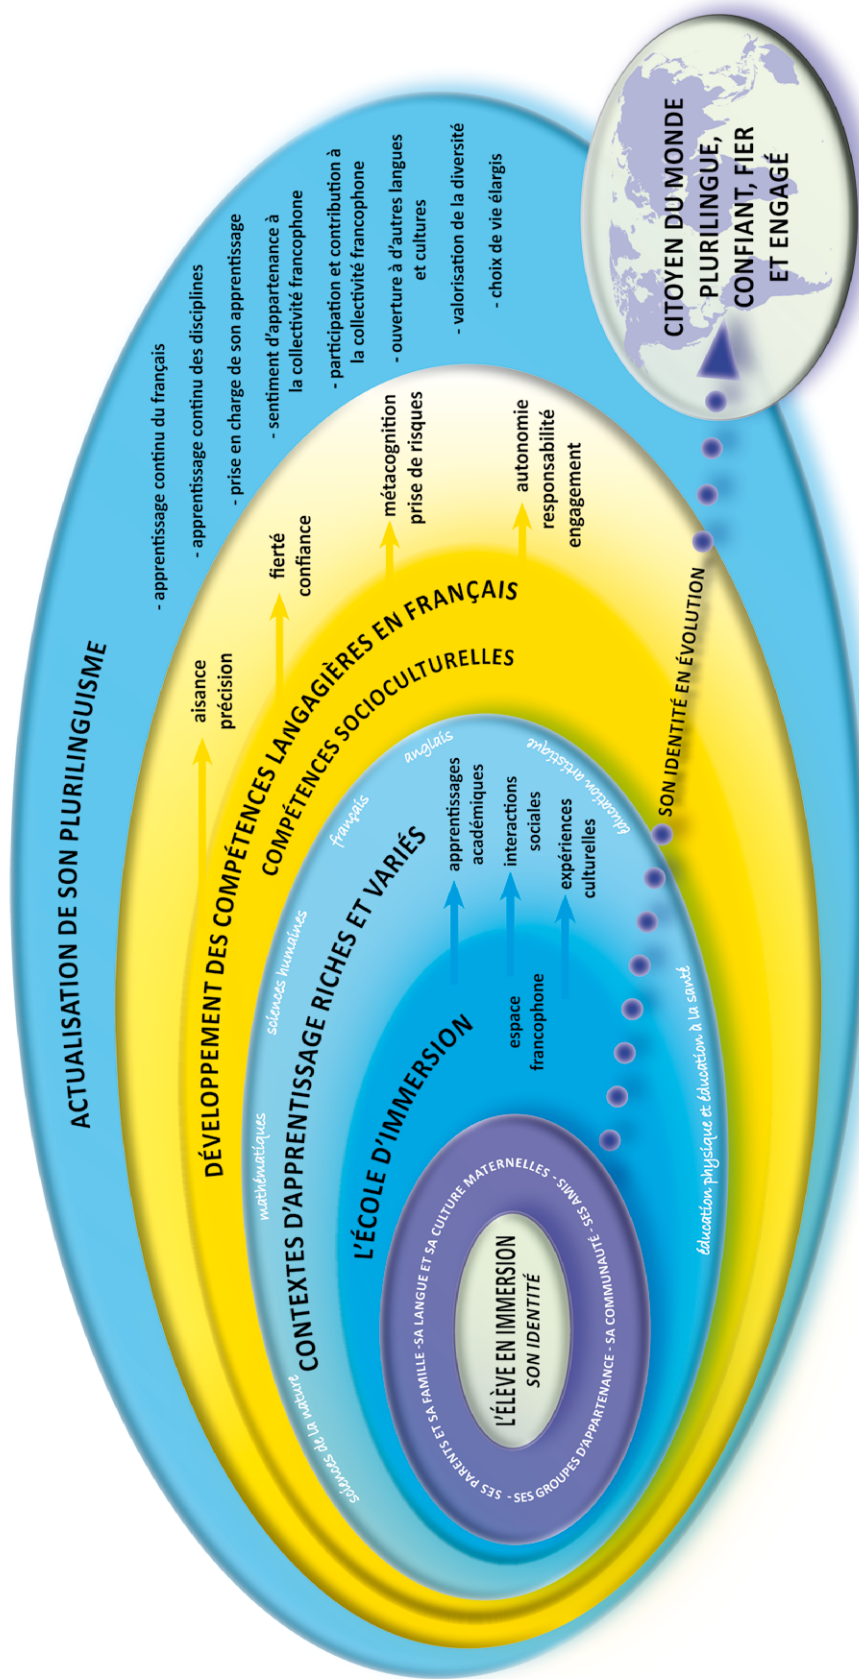 ACTUALISATION DE SON PLURILINGUISME
- apprentissage continu du français
- apprentissage continu des disciplines
- prise en charge de son apprentissage
- sentiment d'appartenance à
la collectivité francophone
- participation et contribution à
la collectivité francophone
- ouverture à d'autres langues
et cultures
- valorisation de la diversité
- choix de vie élargis
DÉVELOPPEMENT DES COMPÉTENCES LANGAGIÈRES EN FRANÇAIS
COMPÉTENCES SOCIOCULTURELLES
aisance
précision
fierté
confiance
métacognition
prise de risques
autonomie
responsabilité
engagement
CONTEXTES D'APPRENTISSAGE RICHES ET VARIÉS
sciences de la nature
mathématiques
sciences humaines
français
anglais
éducation artistique
éducation physique et éducation à la santé
L'ÉCOLE D'IMMERSION
espace
francophone
apprentissages
académiques
interactions
sociales
expériences
culturelles
- SES PARENTS ET SA FAMILLE -SA LANGUE ET SA CULTURE MATERNELLES - SES AMIS
- SES GROUPES D'APPARTENANCE - SA COMMUNAUTÉ -
L'ÉLÈVE EN IMMERSION
SON IDENTITÉ
SON IDENTITÉ EN ÉVOLUTION
CITOYEN DU MONDE
PLURILINGUE,
CONFIANT, FIER
ET ENGAGÉ